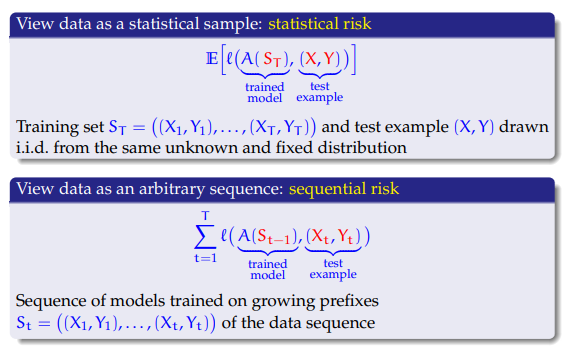 View data as a statistical sample: statistical risk
𝔼[ℓ(A(S_T), (X, Y))]
trained test
model example
Training set S_T = ((X_1, Y_1), . . . , (X_T, Y_T)) and test example (X, Y) drawn
i.i.d. from the same unknown and fixed distribution
View data as an arbitrary sequence: sequential risk
T
∑ ℓ(A(S_{t−1}), (X_t, Y_t))
t=1
trained test
model example
Sequence of models trained on growing prefixes
S_t = ((X_1, Y_1), . . . , (X_t, Y_t)) of the data sequence